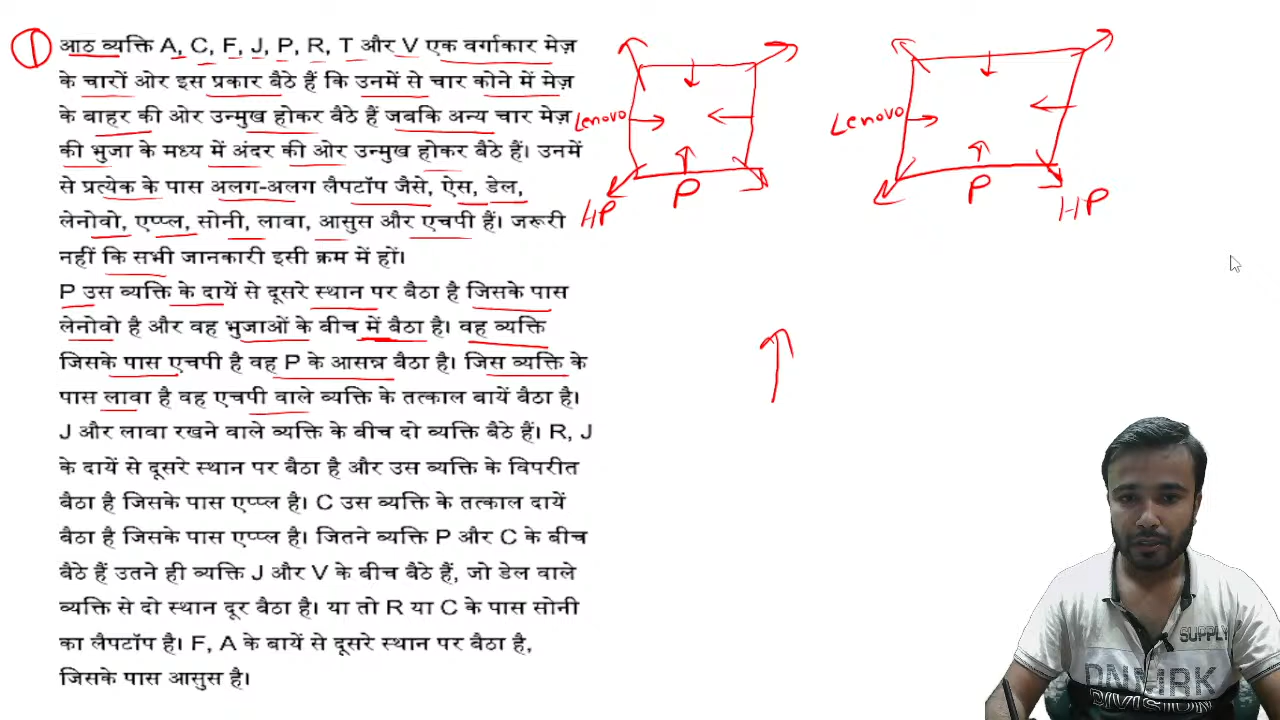 1
आठ व्यक्ति A, C, F, J, P, R, T और V एक वर्गाकार मेज़
के चारों ओर इस प्रकार बैठे हैं कि उनमें से चार कोने में मेज़
के बाहर की ओर उन्मुख होकर बैठे हैं जबकि अन्य चार मेज़
की भुजा के मध्य में अंदर की ओर उन्मुख होकर बैठे हैं। उनमें
से प्रत्येक के पास अलग-अलग लैपटॉप जैसे, ऐस, डेल,
लेनोवो, एप्प्ल, सोनी, लावा, आसुस और एचपी हैं। जरूरी
नहीं कि सभी जानकारी इसी क्रम में हों।
P उस व्यक्ति के दायें से दूसरे स्थान पर बैठा है जिसके पास
लेनोवो है और वह भुजाओं के बीच में बैठा है। वह व्यक्ति
जिसके पास एचपी है वह P के आसन्न बैठा है। जिस व्यक्ति के
पास लावा है वह एचपी वाले व्यक्ति के तत्काल बायें बैठा है।
J और लावा रखने वाले व्यक्ति के बीच दो व्यक्ति बैठे हैं। R, J
के दायें से दूसरे स्थान पर बैठा है और उस व्यक्ति के विपरीत
बैठा है जिसके पास एप्प्ल है। C उस व्यक्ति के तत्काल दायें
बैठा है जिसके पास एप्प्ल है। जितने व्यक्ति P और C के बीच
बैठे हैं उतने ही व्यक्ति J और V के बीच बैठे हैं, जो डेल वाले
व्यक्ति से दो स्थान दूर बैठा है। या तो R या C के पास सोनी
का लैपटॉप है। F, A के बायें से दूसरे स्थान पर बैठा है,
जिसके पास आसुस है।
Lenovo
HP
P
Lenovo
P
HP
SUPPLY
DIVISION